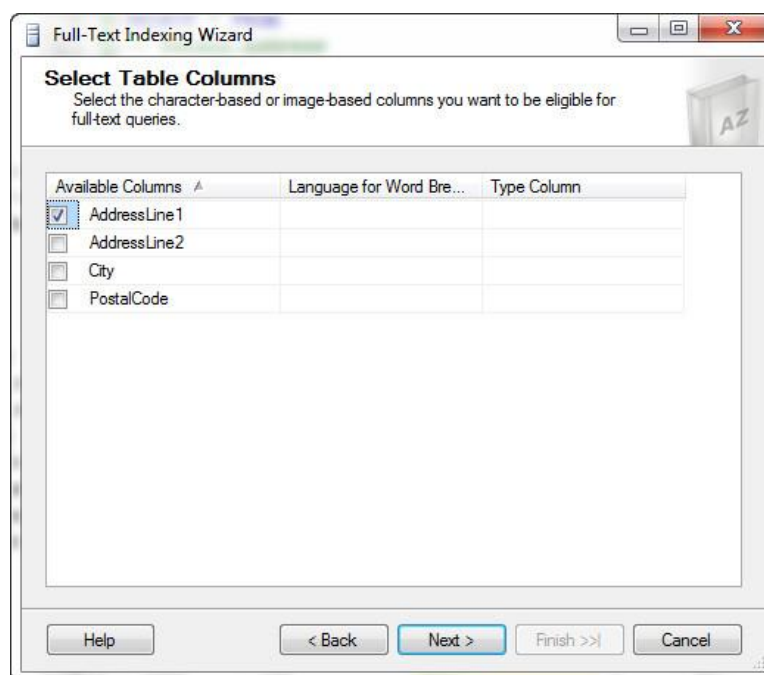 Full-Text Indexing Wizard
Select Table Columns
Select the character-based or image-based columns you want to be eligible for
full-text queries.
AZ
Available Columns Language for Word Bre... Type Column
AddressLine1
AddressLine2
City
PostalCode
Help < Back Next > Finish >>| Cancel